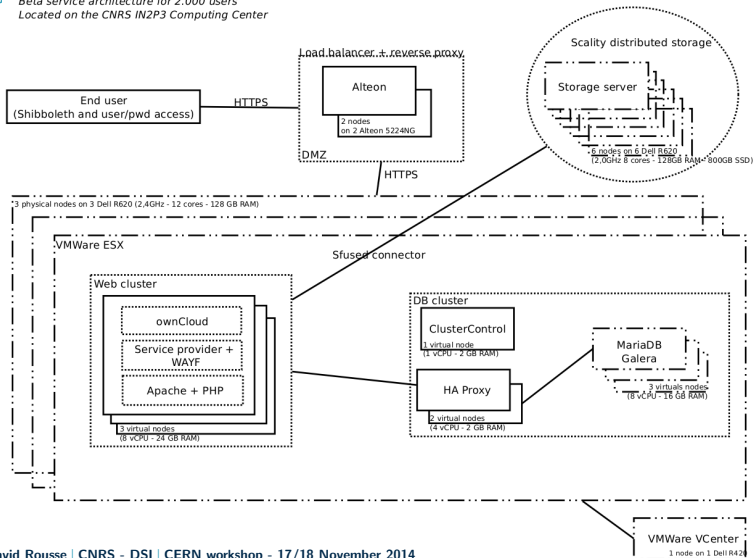 Beta service architecture for 2.000 users
Located on the CNRS IN2P3 Computing Center
Scality distributed storage
Load balancer + reverse proxy
Alteon
Storage server
End user
(Shibboleth and user/pwd access)
HTTPS
2 nodes
on 2 Alteon 5224NG
DMZ
6 nodes on 6 Dell R620
(2,0GHz 8 cores - 128GB RAM - 800GB SSD)
HTTPS
3 physical nodes on 3 Dell R620 (2,4GHz - 12 cores - 128 GB RAM)
VMWare ESX
Sfused connector
Web cluster
DB cluster
ownCloud
ClusterControl
1 virtual node
(1 vCPU - 2 GB RAM)
Service provider +
WAYF
MariaDB
Galera
Apache + PHP
HA Proxy
3 virtuals nodes
(8 vCPU - 16 GB RAM)
2 virtual nodes
(4 vCPU - 2 GB RAM)
3 virtual nodes
(8 vCPU - 24 GB RAM)
VMWare VCenter
1 node on 1 Dell R420
avid Rousse | CNRS - DSI | CERN workshop - 17/18 November 2014